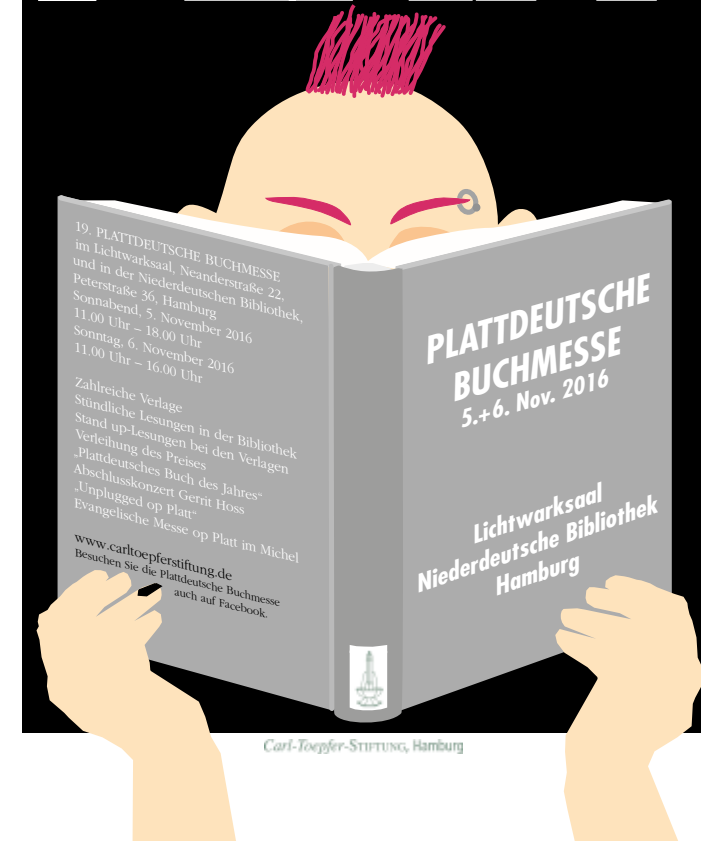 19. PLATTDEUTSCHE BUCHMESSE
im Lichtwarksaal, Neanderstraße 22,
und in der Niederdeutschen Bibliothek,
Peterstraße 36, Hamburg
Sonnabend, 5. November 2016
11.00 Uhr – 18.00 Uhr
Sonntag, 6. November 2016
11.00 Uhr – 16.00 Uhr
Zahlreiche Verlage
Stündliche Lesungen in der Bibliothek
Stand up-Lesungen bei den Verlagen
Verleihung des Preises
„Plattdeutsches Buch des Jahres“
Abschlusskonzert Gerrit Hoss
„Unplugged op Platt“
Evangelische Messe op Platt im Michel
www.carltoepferstiftung.de
Besuchen Sie die Plattdeutsche Buchmesse
auch auf Facebook.
PLATTDEUTSCHE
BUCHMESSE
5.+6. Nov. 2016
Lichtwarksaal
Niederdeutsche Bibliothek
Hamburg
Carl-Toepfer-STIFTUNG, Hamburg